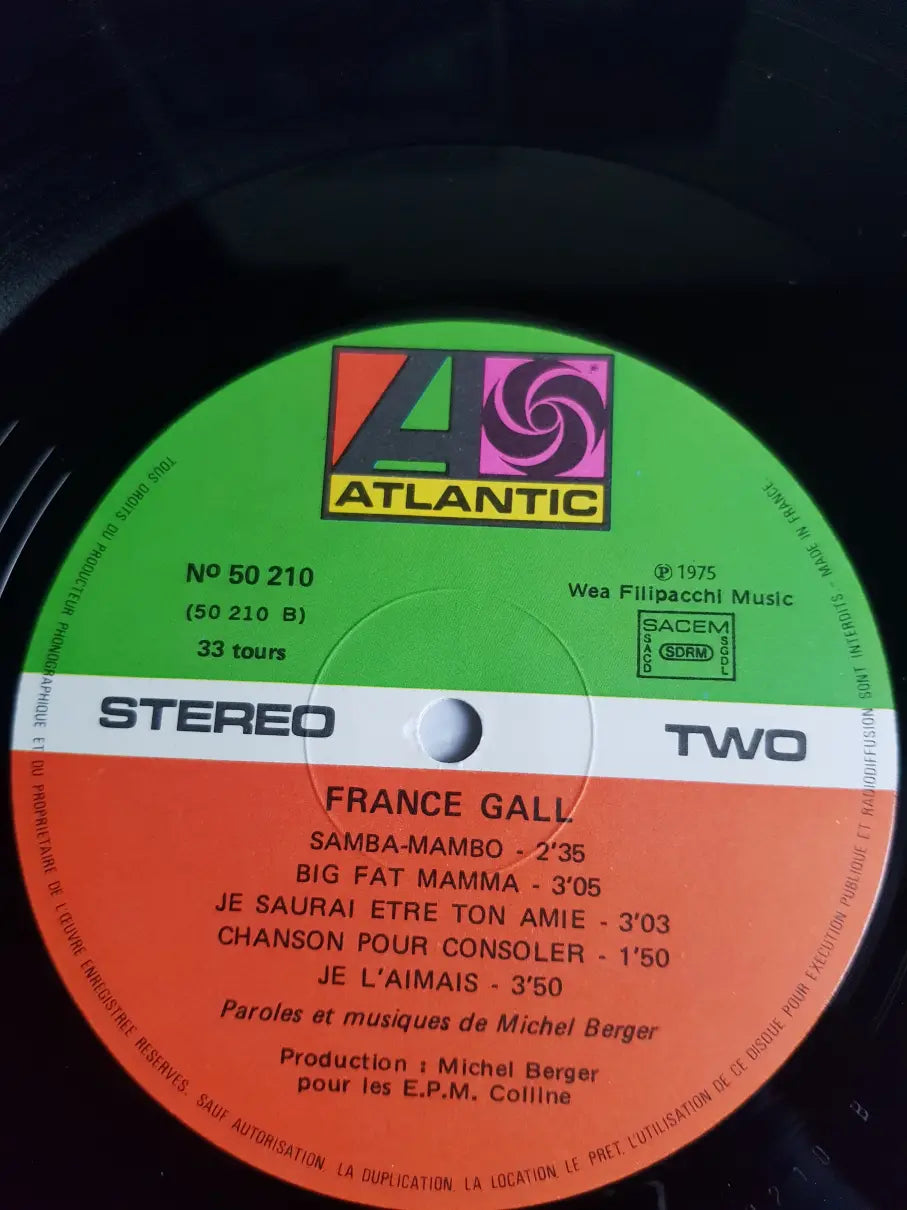 ATLANTIC
Nº 50 210
(50 210 B)
33 tours
℗ 1975
Wea Filipacchi Music
SACEM
SACD
SDRM
SGDL
STEREO
TWO
FRANCE GALL
SAMBA-MAMBO - 2'35
BIG FAT MAMMA - 3'05
JE SAURAI ETRE TON AMIE - 3'03
CHANSON POUR CONSOLER - 1'50
JE L'AIMAIS - 3'50
Paroles et musiques de Michel Berger
Production : Michel Berger
pour les E.P.M. Colline
TOUS DROITS DU PRODUCTEUR PHONOGRAPHIQUE ET DU PROPRIETAIRE DE L'ŒUVRE ENREGISTREE RESERVES. SAUF AUTORISATION, LA DUPLICATION, LA LOCATION, LE PRET, L'UTILISATION DE CE DISQUE POUR EXECUTION PUBLIQUE ET RADIODIFFUSION SONT INTERDITS - MADE IN FRANCE.
210 B